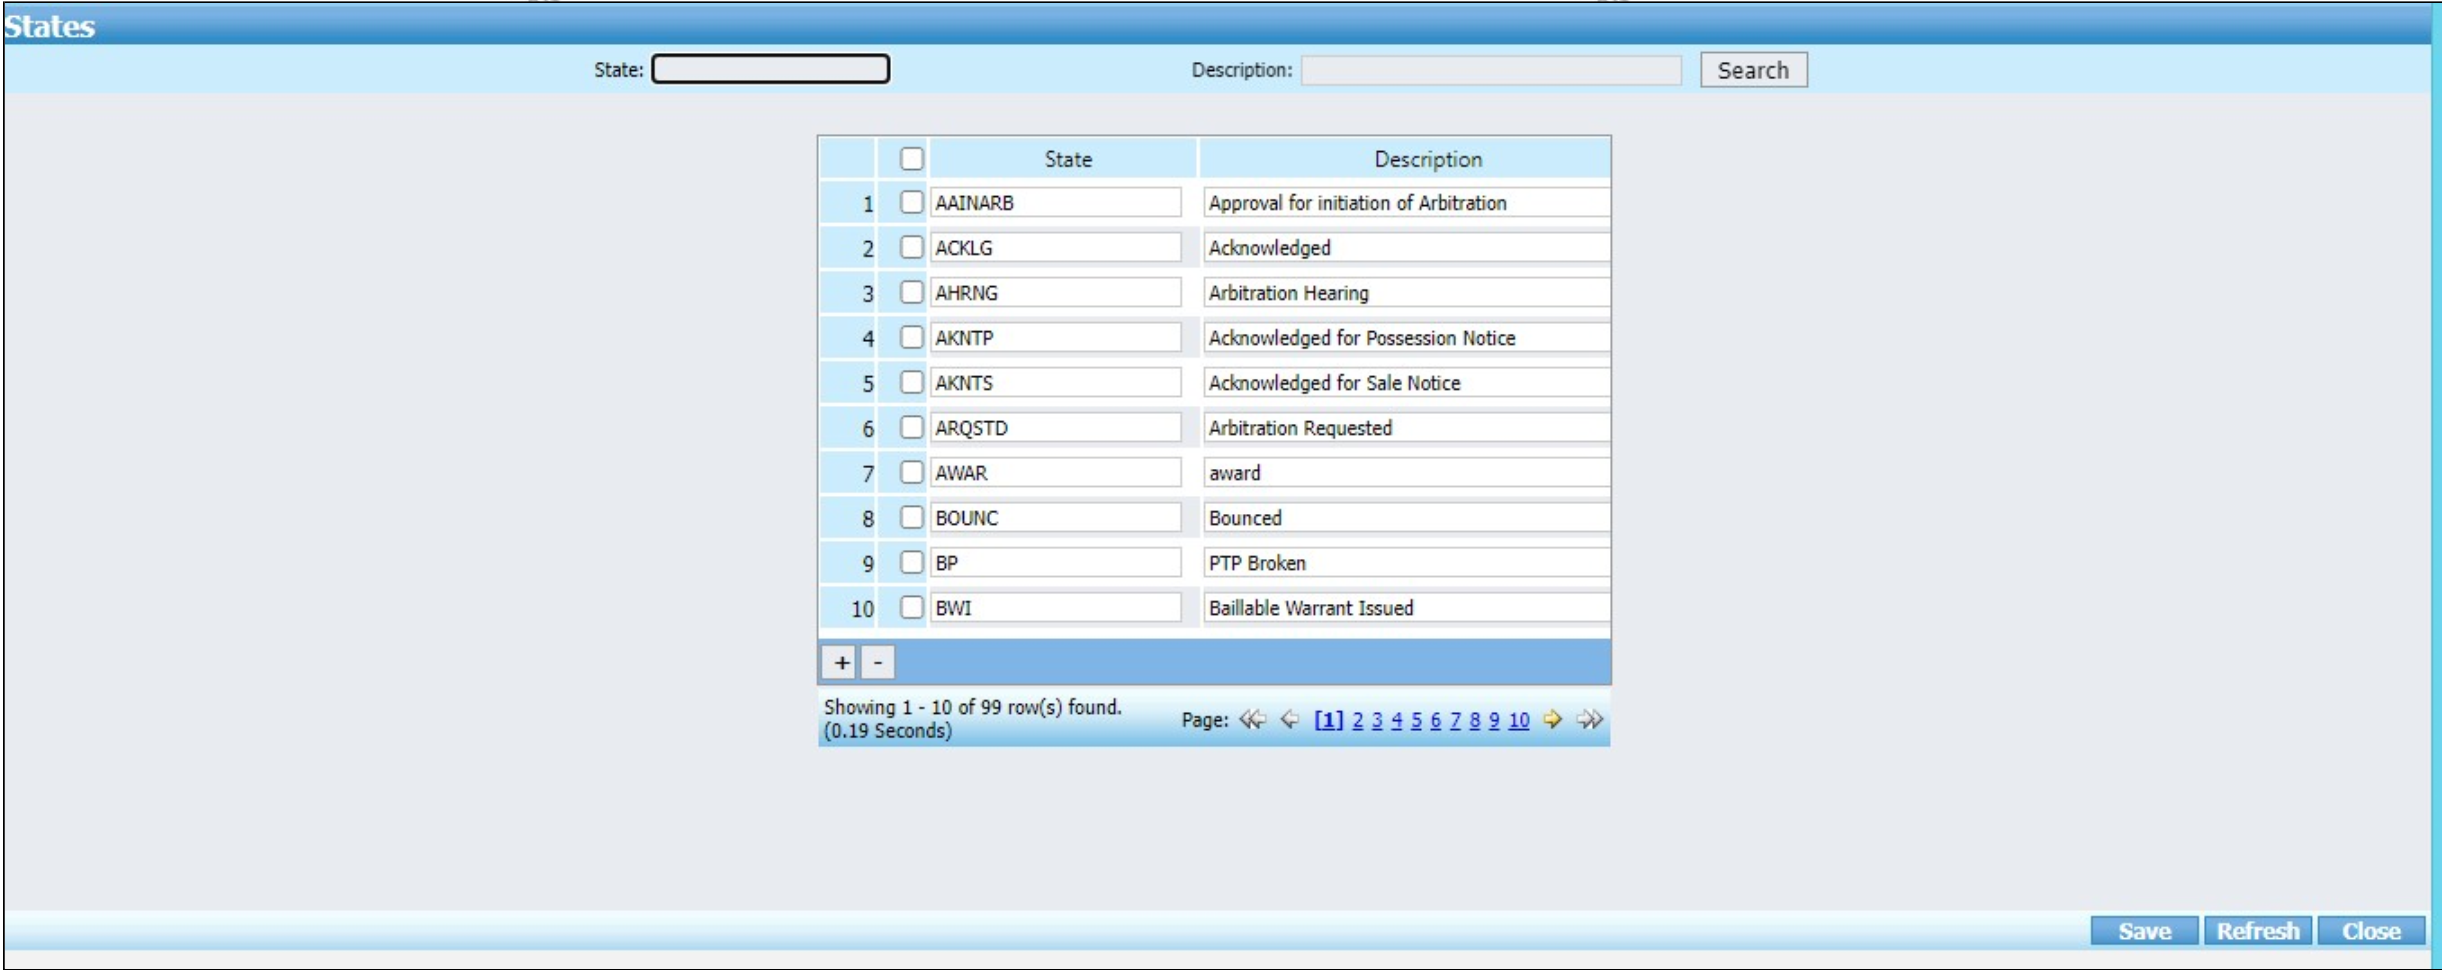 States
State: Description: Search
State Description
1 AAINARB Approval for initiation of Arbitration
2 ACKLG Acknowledged
3 AHRNG Arbitration Hearing
4 AKNTP Acknowledged for Possession Notice
5 AKNTS Acknowledged for Sale Notice
6 ARQSTD Arbitration Requested
7 AWAR award
8 BOUNC Bounced
9 BP PTP Broken
10 BWI Baillable Warrant Issued
+ -
Showing 1 - 10 of 99 row(s) found.
(0.19 Seconds)
Page: [1] 2 3 4 5 6 7 8 9 10
Save Refresh Close